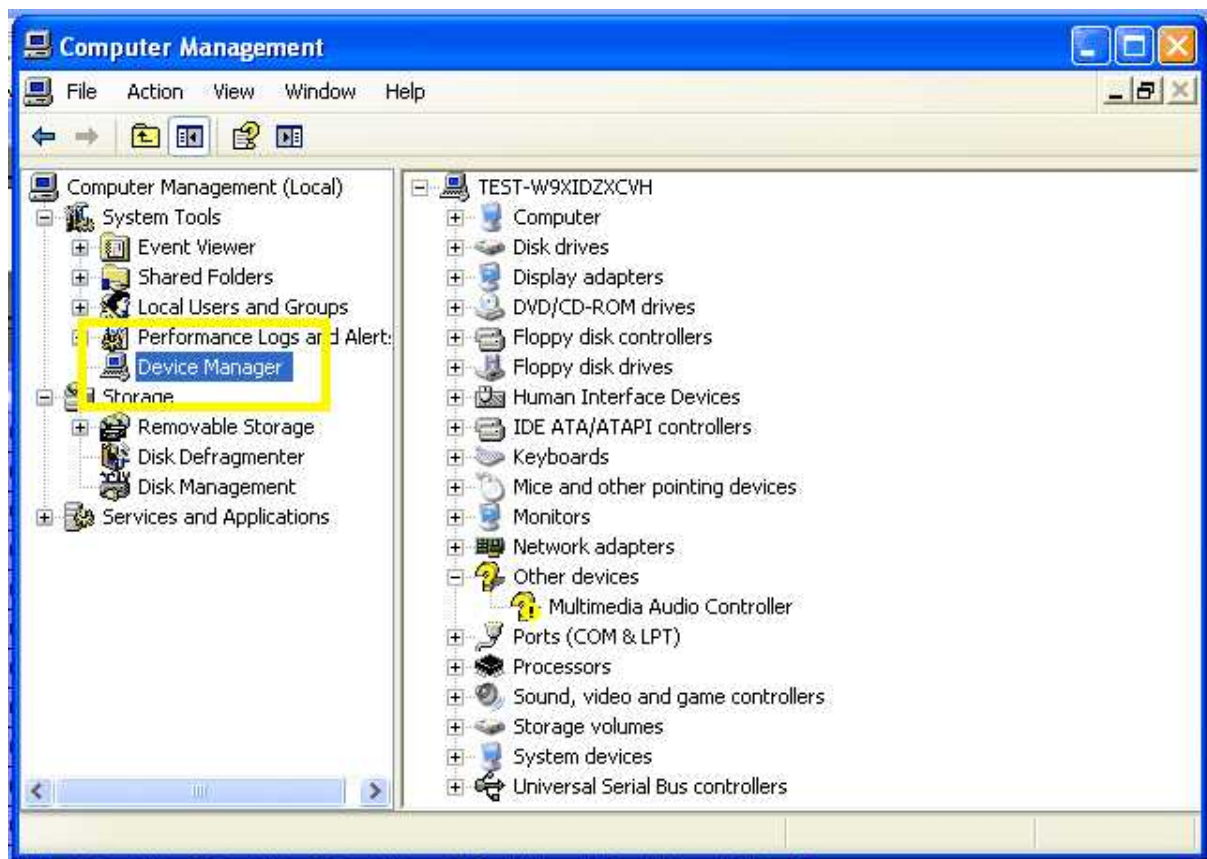 Computer Management
File Action View Window Help
Computer Management (Local)
System Tools
Event Viewer
Shared Folders
Local Users and Groups
Performance Logs and Alert
Device Manager
Storage
Removable Storage
Disk Defragmenter
Disk Management
Services and Applications
TEST-W9XIDZXCVH
Computer
Disk drives
Display adapters
DVD/CD-ROM drives
Floppy disk controllers
Floppy disk drives
Human Interface Devices
IDE ATA/ATAPI controllers
Keyboards
Mice and other pointing devices
Monitors
Network adapters
Other devices
Multimedia Audio Controller
Ports (COM & LPT)
Processors
Sound, video and game controllers
Storage volumes
System devices
Universal Serial Bus controllers